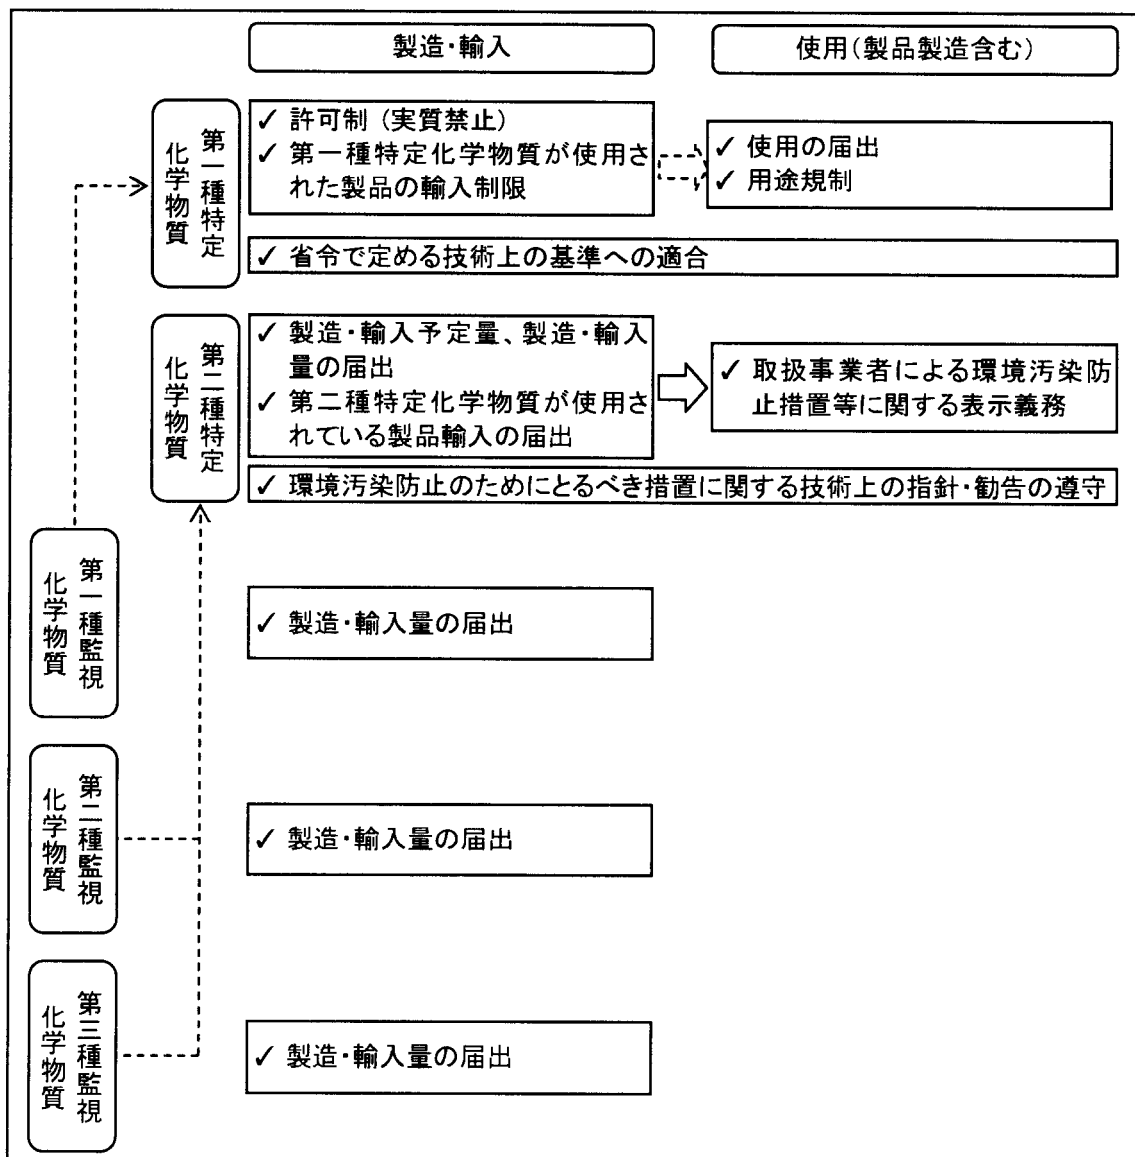 製造・輸入
使用(製品製造含む)
第一種特定
化学物質
✓ 許可制(実質禁止)
✓ 第一種特定化学物質が使用さ
れた製品の輸入制限
✓ 使用の届出
✓ 用途規制
✓ 省令で定める技術上の基準への適合
第二種特定
化学物質
✓ 製造・輸入予定量、製造・輸入
量の届出
✓ 第二種特定化学物質が使用さ
れている製品輸入の届出
✓ 取扱事業者による環境汚染防
止措置等に関する表示義務
✓ 環境汚染防止のためにとるべき措置に関する技術上の指針・勧告の遵守
第一種監視
化学物質
✓ 製造・輸入量の届出
第二種監視
化学物質
✓ 製造・輸入量の届出
第三種監視
化学物質
✓ 製造・輸入量の届出